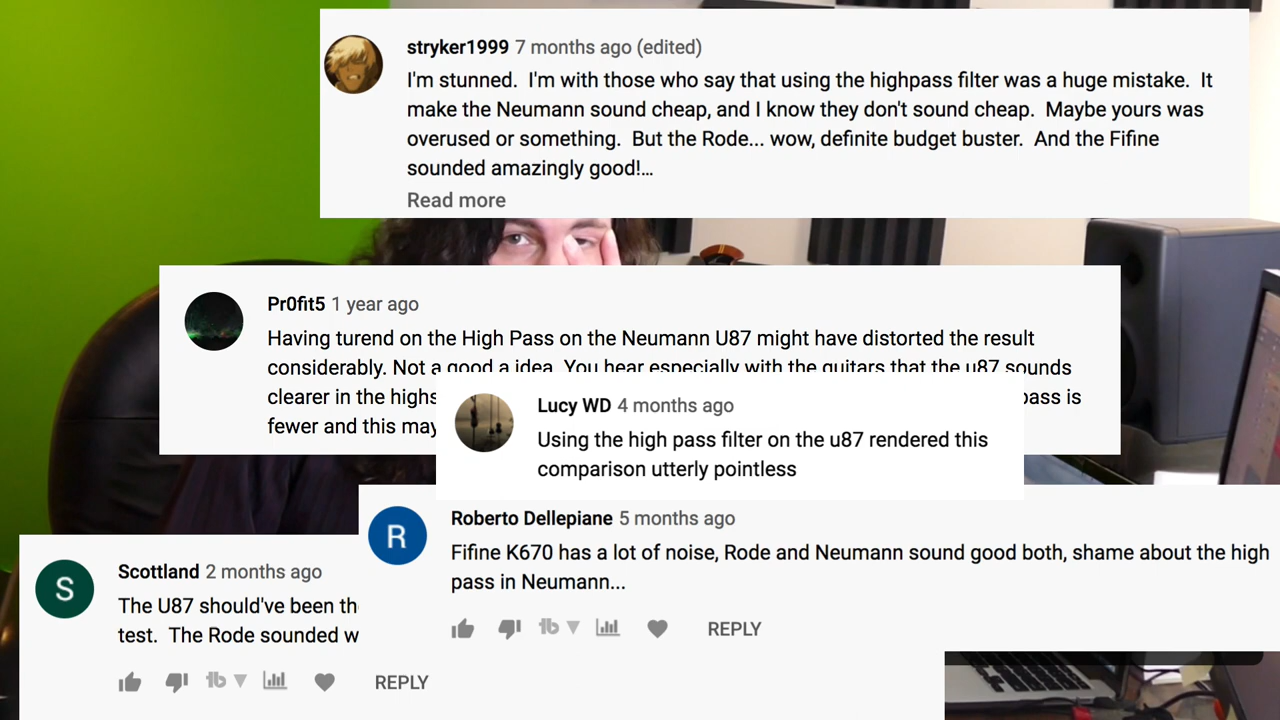 stryker1999 7 months ago (edited)
I'm stunned. I'm with those who say that using the highpass filter was a huge mistake. It
make the Neumann sound cheap, and I know they don't sound cheap. Maybe yours was
overused or something. But the Rode... wow, definite budget buster. And the Fifine
sounded amazingly good!...
Read more
Pr0fit5 1 year ago
Having turend on the High Pass on the Neumann U87 might have distorted the result
considerably. Not a good a idea. You hear especially with the guitars that the u87 sounds
clearer in the highs
pass is
fewer and this may
Lucy WD 4 months ago
Using the high pass filter on the u87 rendered this
comparison utterly pointless
Roberto Dellepiane 5 months ago
R
Fifine K670 has a lot of noise, Rode and Neumann sound good both, shame about the high
pass in Neumann...
tb
REPLY
Scottland 2 months ago
S
The U87 should've been
test. The Rode sounded
tb
REPLY